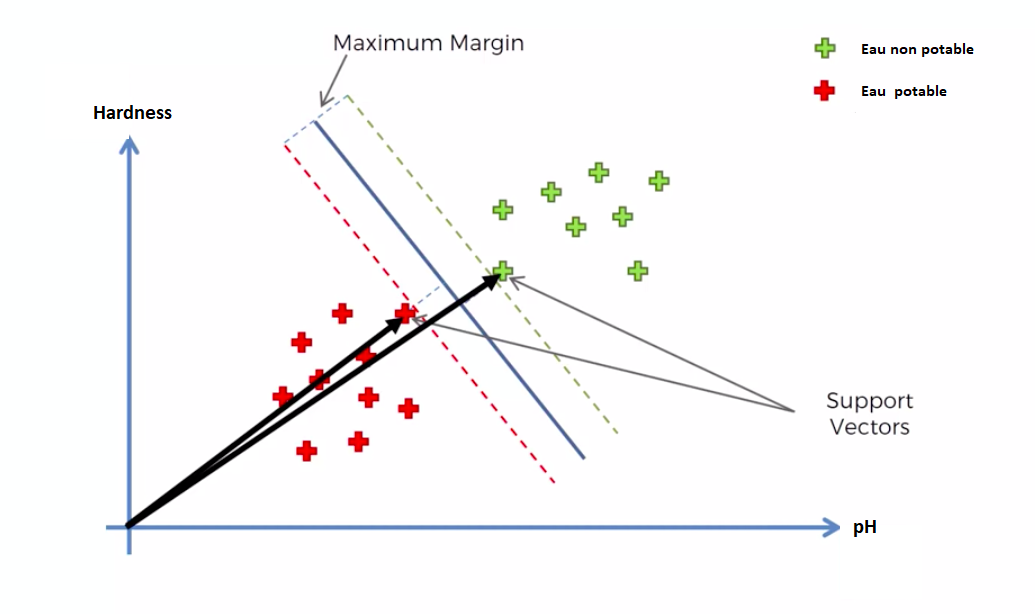 Maximum Margin
Eau non potable
Eau potable
Hardness
Support
Vectors
pH